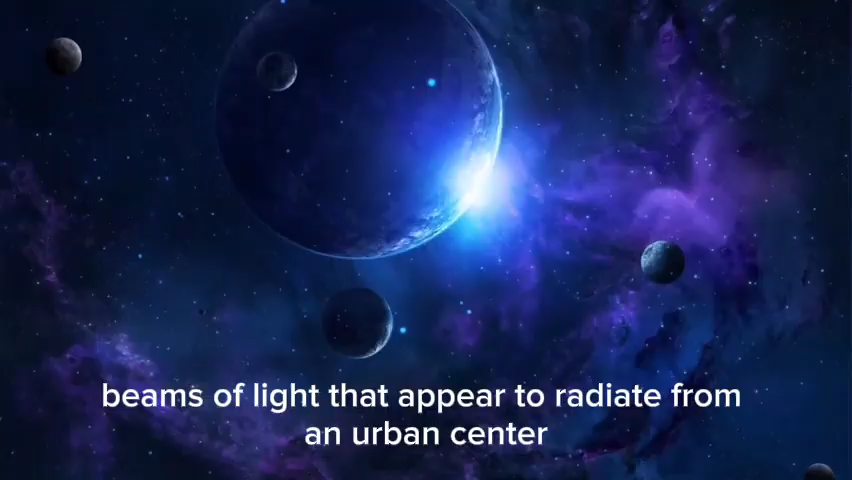 beams of light that appear to radiate from
an urban center